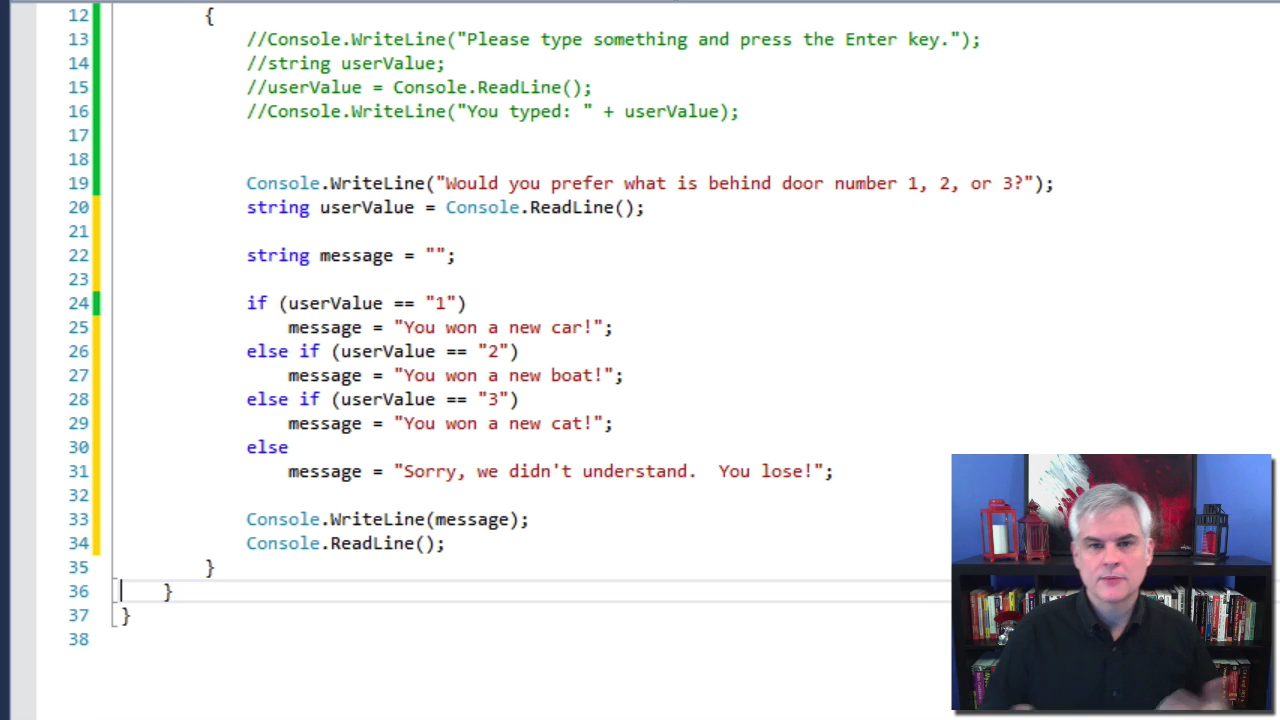 12 {
13 //Console.WriteLine("Please type something and press the Enter key.");
14 //string userValue;
15 //userValue = Console.ReadLine();
16 //Console.WriteLine("You typed: " + userValue);
17
18
19 Console.WriteLine("Would you prefer what is behind door number 1, 2, or 3?");
20 string userValue = Console.ReadLine();
21
22 string message = "";
23
24 if (userValue == "1")
25 message = "You won a new car!";
26 else if (userValue == "2")
27 message = "You won a new boat!";
28 else if (userValue == "3")
29 message = "You won a new cat!";
30 else
31 message = "Sorry, we didn't understand.  You lose!";
32
33 Console.WriteLine(message);
34 Console.ReadLine();
35 }
36 }
37 }
38